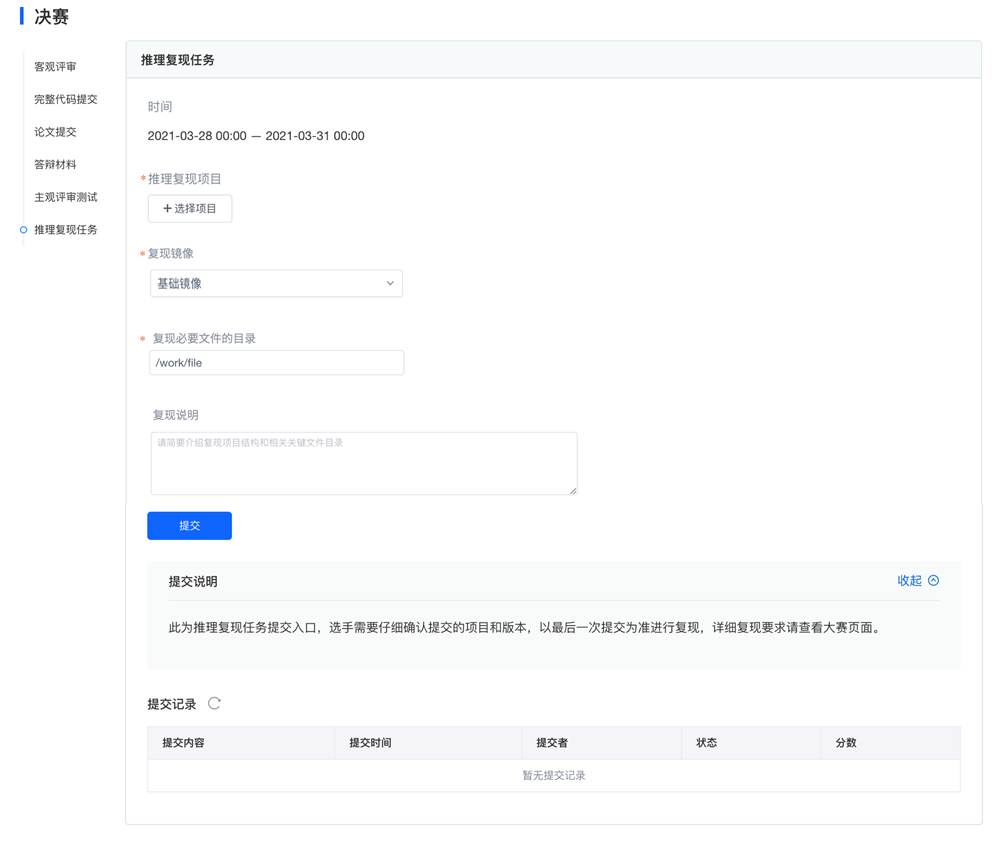 决赛
客观评审
完整代码提交
论文提交
答辩材料
主观评审测试
推理复现任务
推理复现任务
时间
2021-03-28 00:00 — 2021-03-31 00:00
*推理复现项目
+ 选择项目
*复现镜像
基础镜像
* 复现必要文件的目录
/work/file
复现说明
请简要介绍复现项目结构和相关关键文件目录
提交
提交说明 收起
此为推理复现任务提交入口，选手需要仔细确认提交的项目和版本，以最后一次提交为准进行复现，详细复现要求请查看大赛页面。
提交记录
提交内容 提交时间 提交者 状态 分数
暂无提交记录